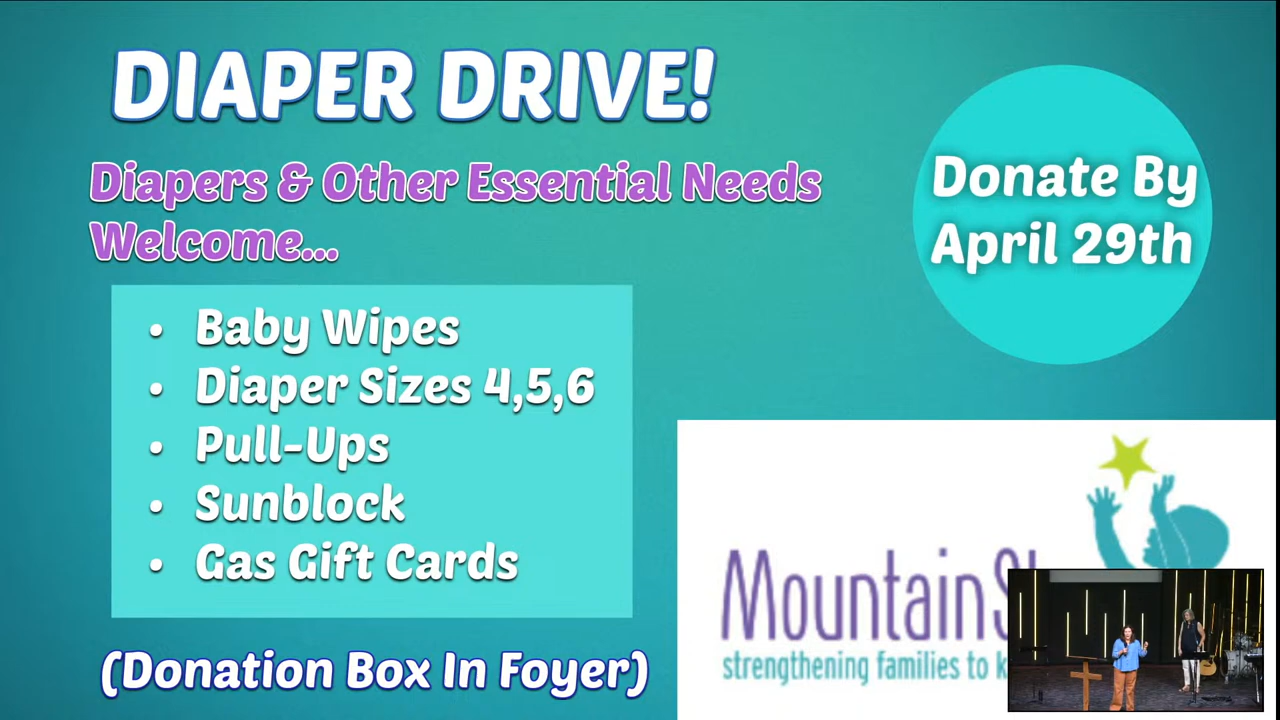 DIAPER DRIVE!
Diapers & Other Essential Needs
Welcome...
Donate By
April 29th
• Baby Wipes
• Diaper Sizes 4,5,6
• Pull-Ups
• Sunblock
• Gas Gift Cards
(Donation Box In Foyer)
strengthening families to